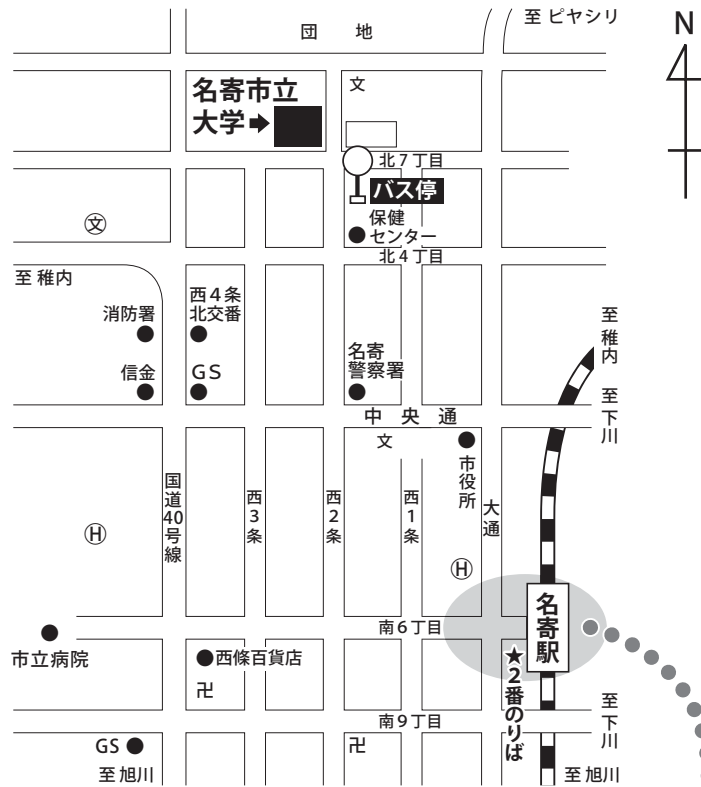 至 ピヤシリ
団 地
N
名寄市立
大学➡
文
北7丁目
バス停
保健
センター
北4丁目
文
至 稚内
西4条
北交番
消防署
至稚内
名寄
警察署
信金
GS
至下川
中央通
文
市役所
国道40号線
西3条
西2条
西1条
大通
H
H
名寄駅
南6丁目
市立病院
西條百貨店
★2番のりば
卍
至下川
南9丁目
卍
GS
至 旭川
至 旭川